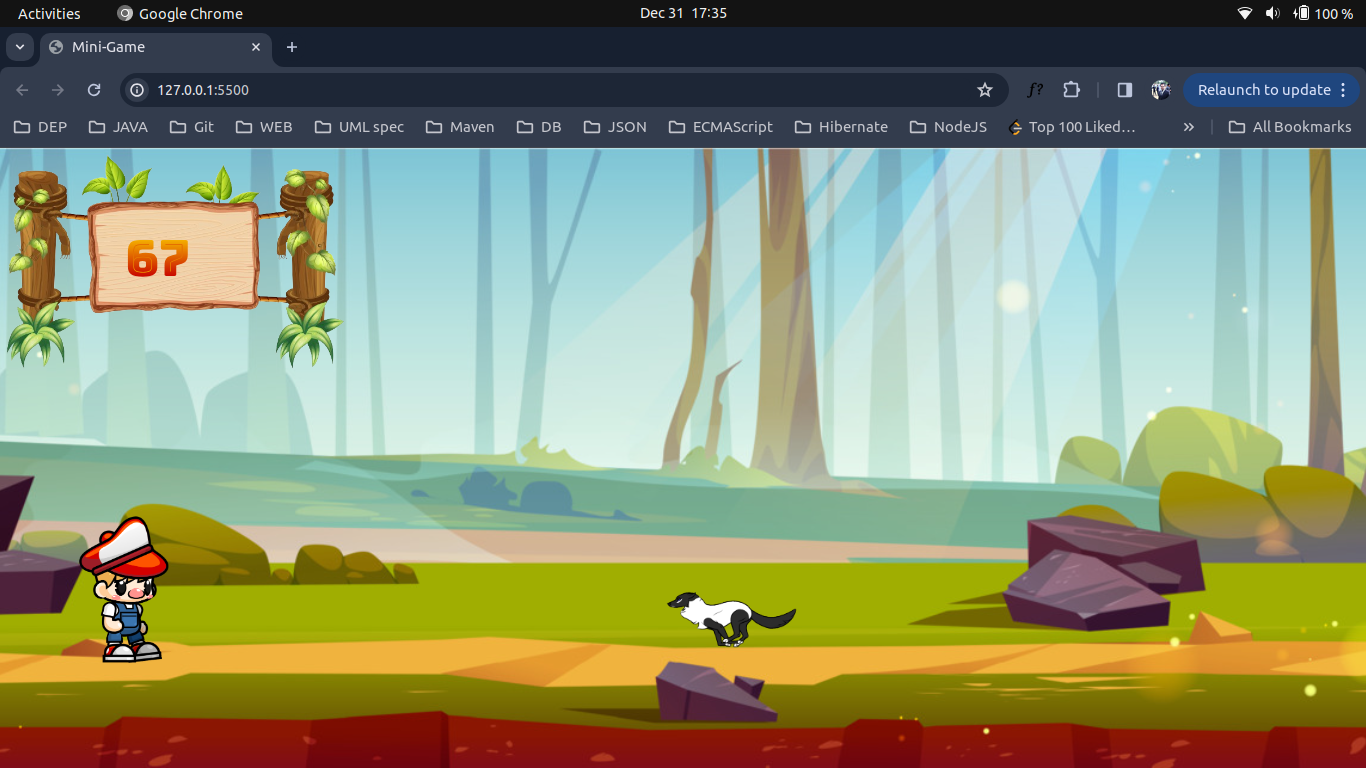 Activities Google Chrome Dec 31 17:35 100 %
Mini-Game
127.0.0.1:5500 f? Relaunch to update
DEP JAVA Git WEB UML spec Maven DB JSON ECMAScript Hibernate NodeJS Top 100 Liked… » All Bookmarks
67